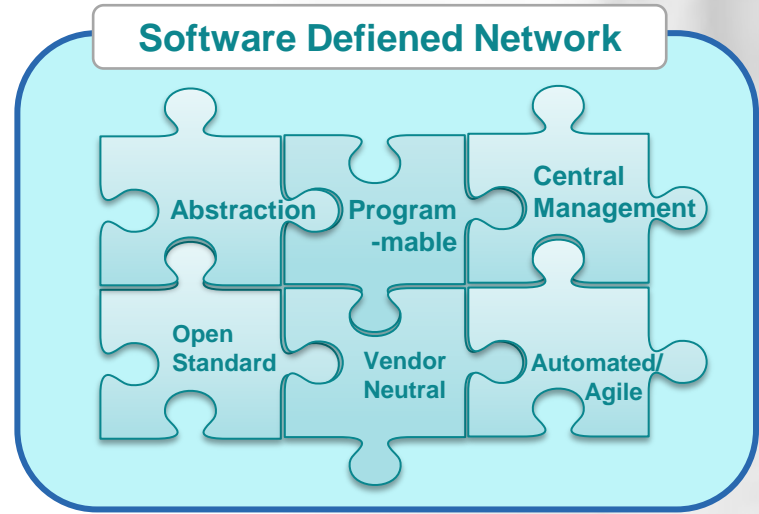 Software Defiened Network
Abstraction
Program
-mable
Central
Management
Open
Standard
Vendor
Neutral
Automated/
Agile